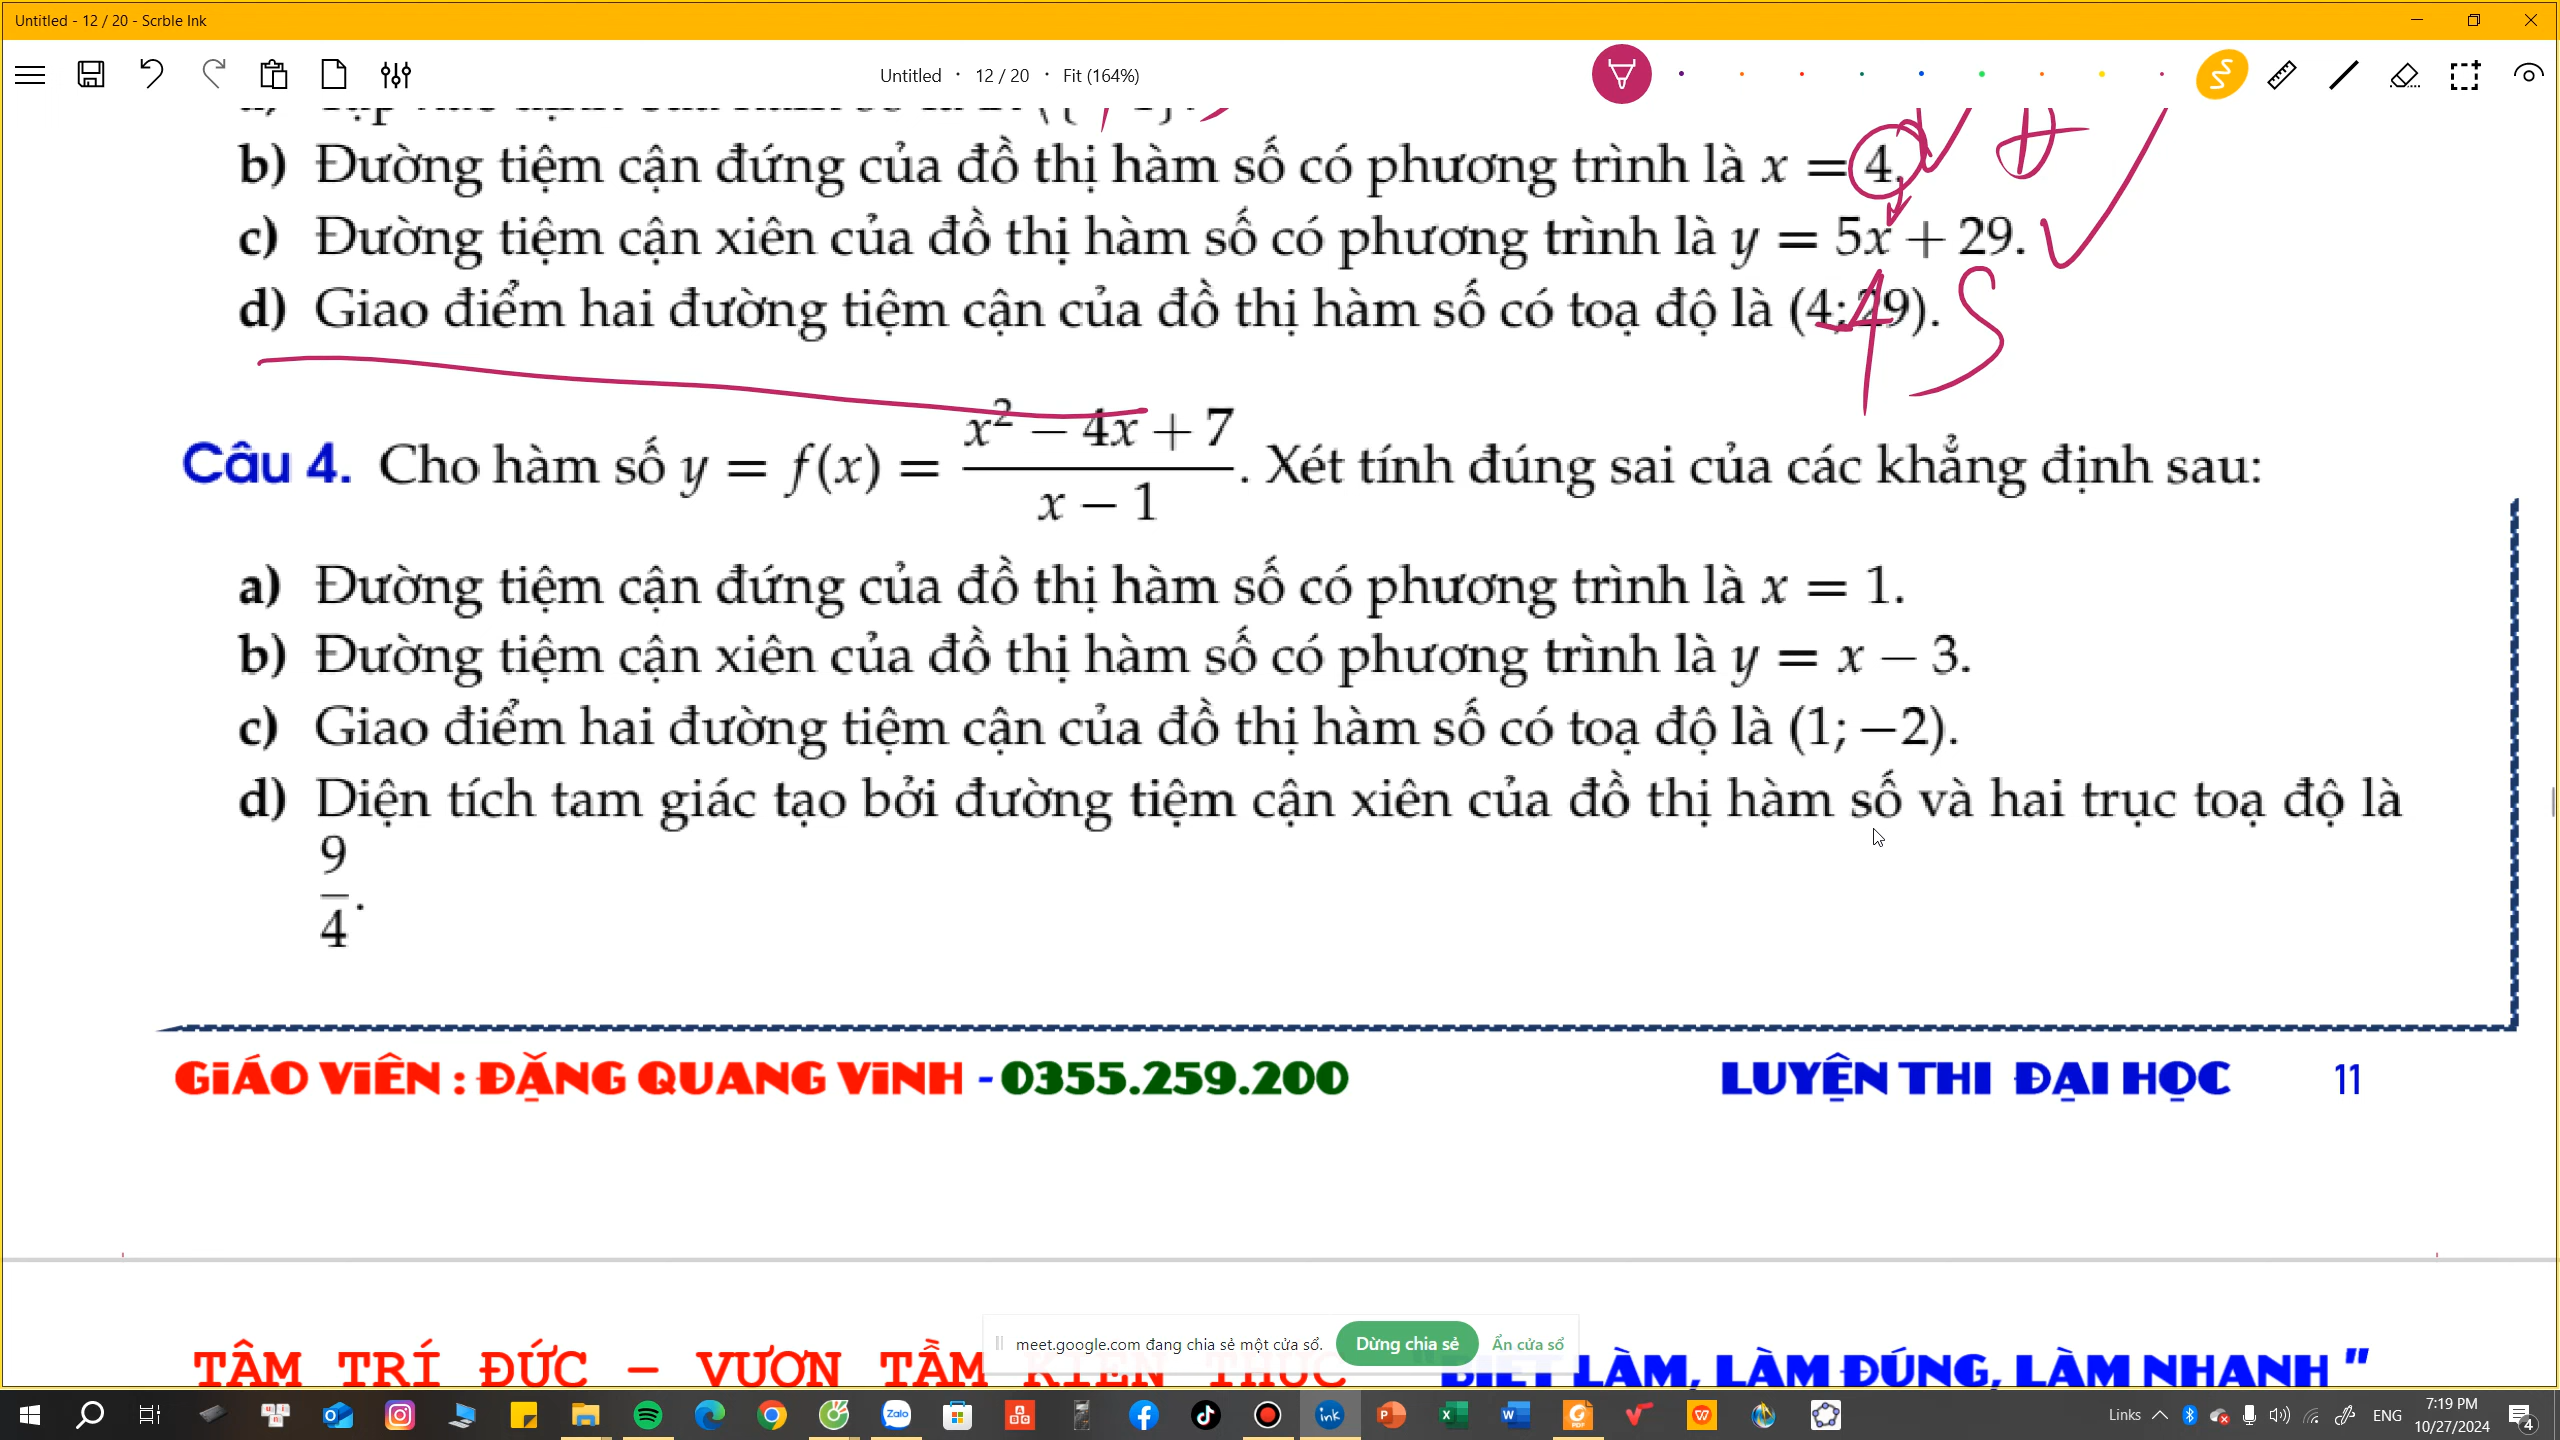 Untitled - 12 / 20 - Scrble Ink
Untitled · 12 / 20 · Fit (164%)
b) Đường tiệm cận đứng của đồ thị hàm số có phương trình là x = 4.
c) Đường tiệm cận xiên của đồ thị hàm số có phương trình là y = 5x + 29.
d) Giao điểm hai đường tiệm cận của đồ thị hàm số có toạ độ là (4; 29).
Câu 4. Cho hàm số y = f(x) = (x² − 4x + 7)/(x − 1). Xét tính đúng sai của các khẳng định sau:
a) Đường tiệm cận đứng của đồ thị hàm số có phương trình là x = 1.
b) Đường tiệm cận xiên của đồ thị hàm số có phương trình là y = x − 3.
c) Giao điểm hai đường tiệm cận của đồ thị hàm số có toạ độ là (1; −2).
d) Diện tích tam giác tạo bởi đường tiệm cận xiên của đồ thị hàm số và hai trục toạ độ là
9/4.
GIÁO VIÊN : ĐẶNG QUANG VINH - 0355.259.200 LUYỆN THI ĐẠI HỌC 11
meet.google.com đang chia sẻ một cửa sổ. Dừng chia sẻ Ẩn cửa sổ
TÂM TRÍ ĐỨC – VƯƠN TẦM KIẾN THỨC BIẾT LÀM, LÀM ĐÚNG, LÀM NHANH "
Zalo
ink
Links ENG 7:19 PM
10/27/2024
4